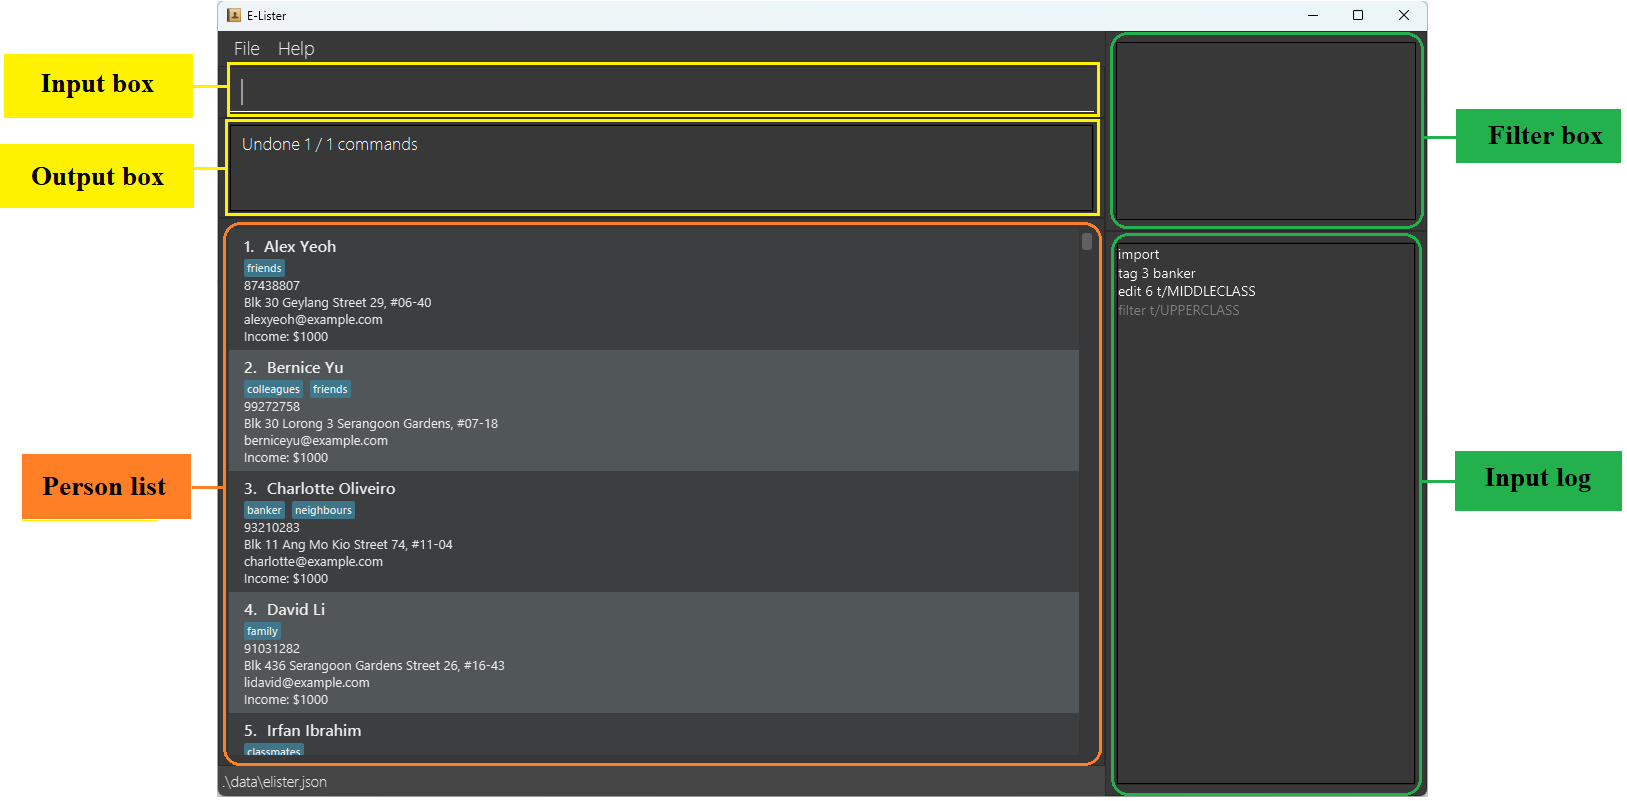 E-Lister
File Help
Input box
Output box
Undone 1 / 1 commands
Person list
1. Alex Yeoh
friends
87438807
Blk 30 Geylang Street 29, #06-40
alexyeoh@example.com
Income: $1000
2. Bernice Yu
colleagues friends
99272758
Blk 30 Lorong 3 Serangoon Gardens, #07-18
berniceyu@example.com
Income: $1000
3. Charlotte Oliveiro
banker neighbours
93210283
Blk 11 Ang Mo Kio Street 74, #11-04
charlotte@example.com
Income: $1000
4. David Li
family
91031282
Blk 436 Serangoon Gardens Street 26, #16-43
lidavid@example.com
Income: $1000
5. Irfan Ibrahim
classmates
.\data\elister.json
Filter box
import
tag 3 banker
edit 6 t/MIDDLECLASS
filter t/UPPERCLASS
Input log